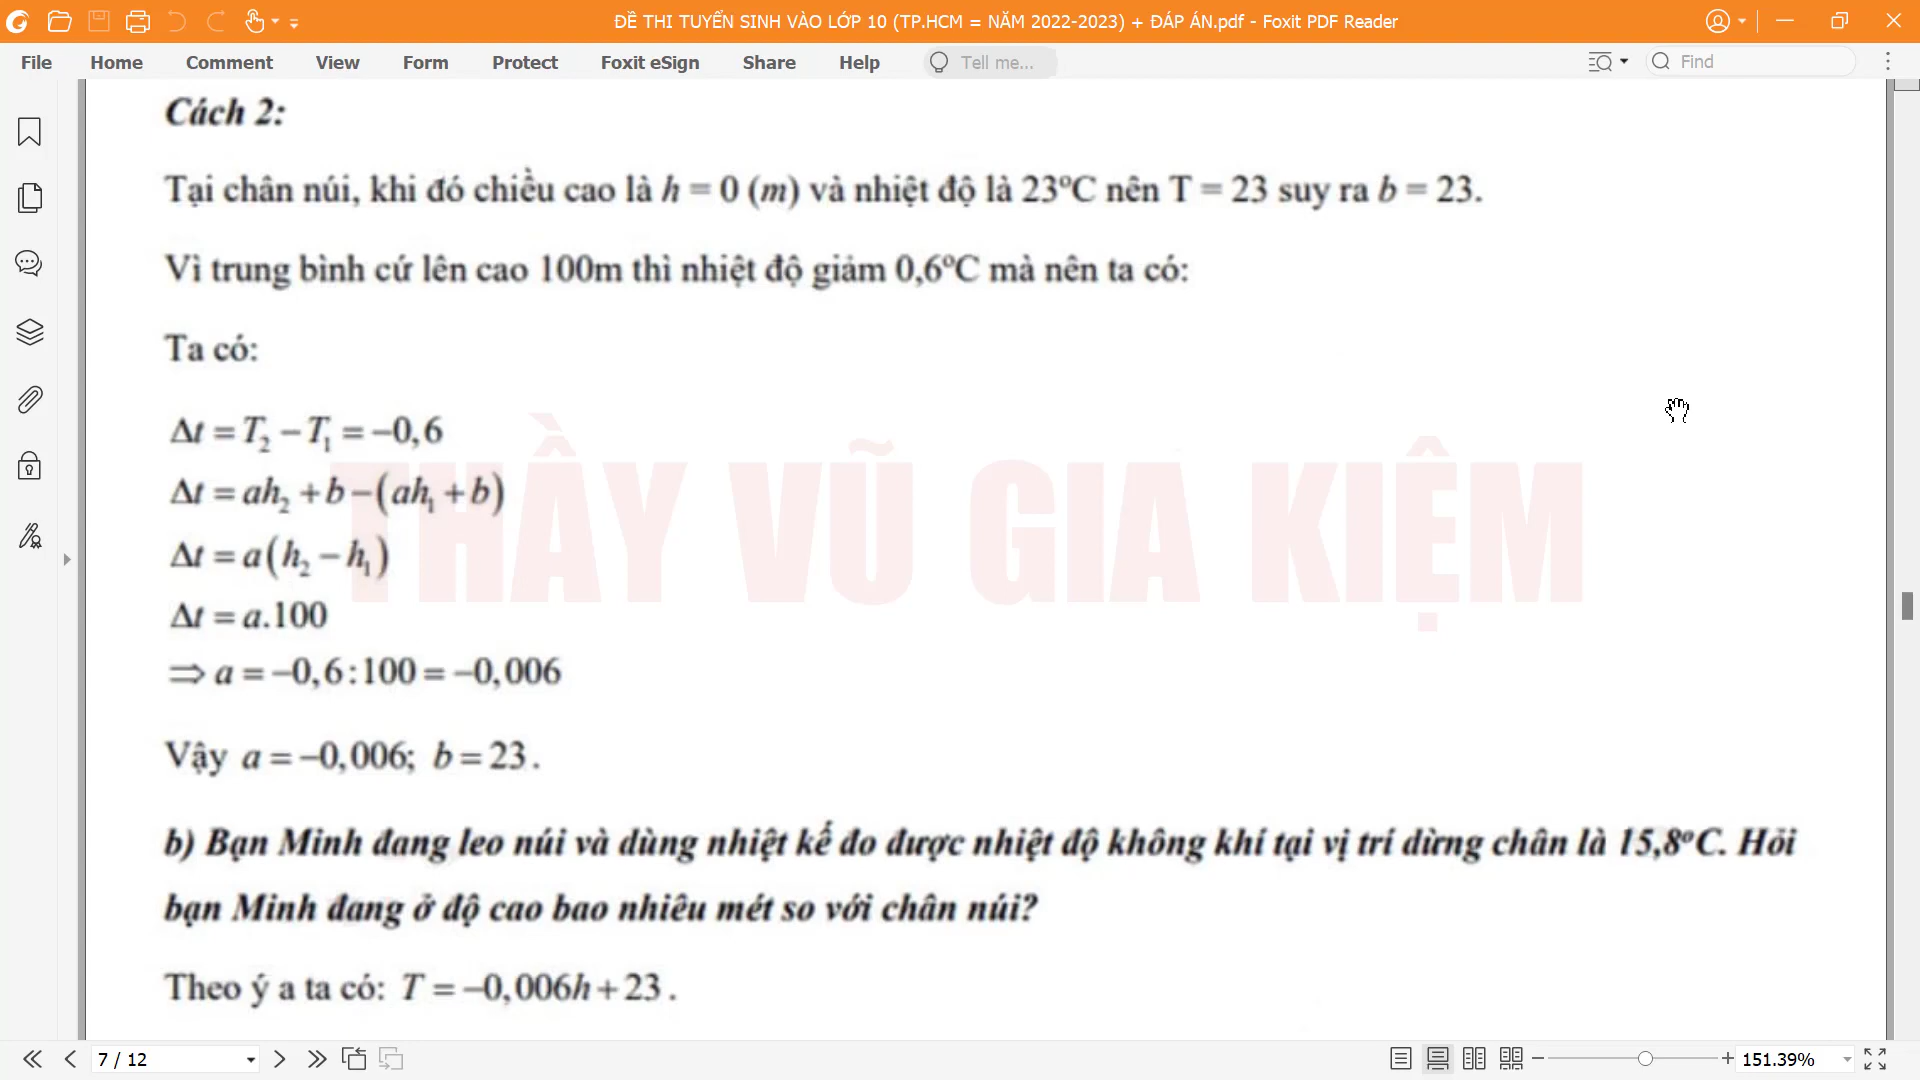 ĐỀ THI TUYỂN SINH VÀO LỚP 10 (TP.HCM = NĂM 2022-2023) + ĐÁP ÁN.pdf - Foxit PDF Reader
File Home Comment View Form Protect Foxit eSign Share Help Tell me... Find
Cách 2:
Tại chân núi, khi đó chiều cao là h = 0 (m) và nhiệt độ là 23°C nên T = 23 suy ra b = 23.
Vì trung bình cứ lên cao 100m thì nhiệt độ giảm 0,6°C mà nên ta có:
Ta có:
Δt = T₂ − T₁ = −0,6
Δt = ah₂ + b − (ah₁ + b)
Δt = a(h₂ − h₁)
Δt = a.100
⇒ a = −0,6:100 = −0,006
Vậy a = −0,006; b = 23.
b) Bạn Minh đang leo núi và dùng nhiệt kế đo được nhiệt độ không khí tại vị trí dừng chân là 15,8°C. Hỏi
bạn Minh đang ở độ cao bao nhiêu mét so với chân núi?
Theo ý a ta có: T = −0,006h + 23.
THẦY VŨ GIA KIỆM
7 / 12
151.39%